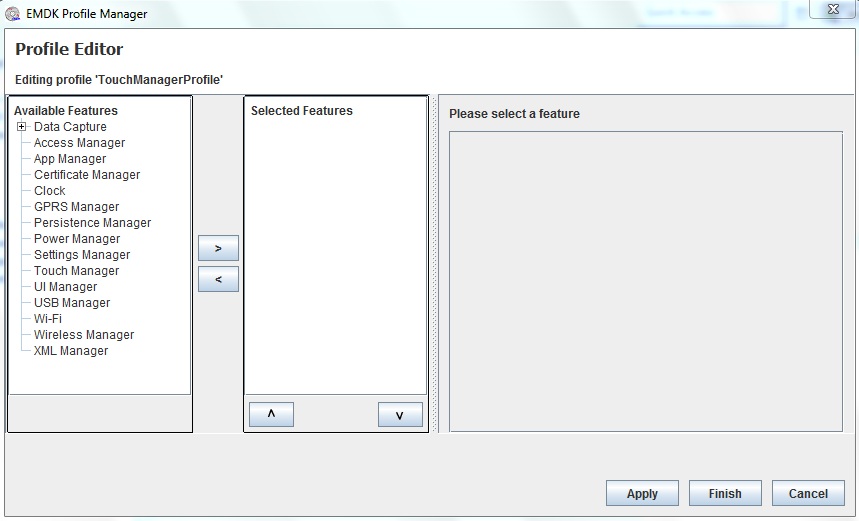 EMDK Profile Manager
Profile Editor
Editing profile 'TouchManagerProfile'
Available Features
Data Capture
Access Manager
App Manager
Certificate Manager
Clock
GPRS Manager
Persistence Manager
Power Manager
Settings Manager
Touch Manager
UI Manager
USB Manager
Wi-Fi
Wireless Manager
XML Manager
>
<
Selected Features
^
v
Please select a feature
Apply
Finish
Cancel